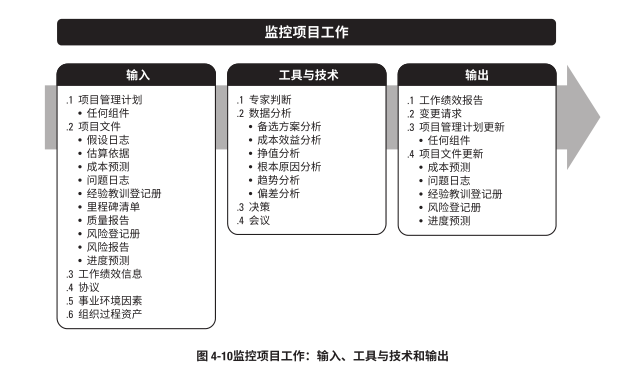 监控项目工作
输入
.1 项目管理计划
• 任何组件
.2 项目文件
• 假设日志
• 估算依据
• 成本预测
• 问题日志
• 经验教训登记册
• 里程碑清单
• 质量报告
• 风险登记册
• 风险报告
• 进度预测
.3 工作绩效信息
.4 协议
.5 事业环境因素
.6 组织过程资产
工具与技术
.1 专家判断
.2 数据分析
• 备选方案分析
• 成本效益分析
• 挣值分析
• 根本原因分析
• 趋势分析
• 偏差分析
.3 决策
.4 会议
输出
.1 工作绩效报告
.2 变更请求
.3 项目管理计划更新
• 任何组件
.4 项目文件更新
• 成本预测
• 问题日志
• 经验教训登记册
• 风险登记册
• 进度预测
图 4-10监控项目工作：输入、工具与技术和输出